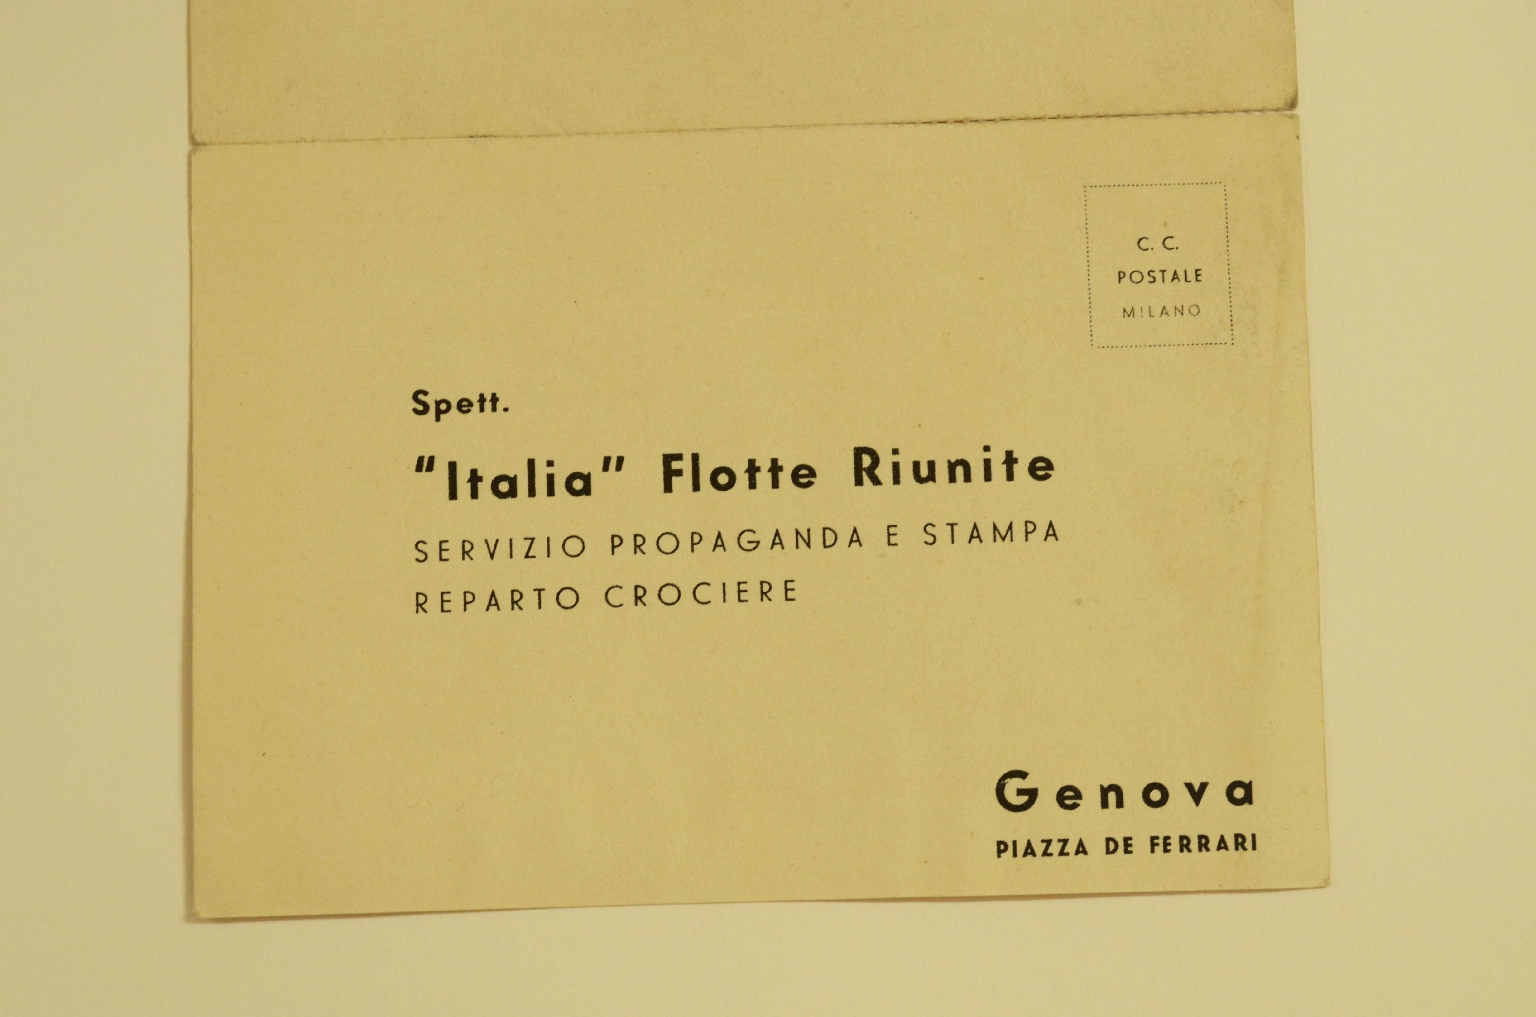 C. C.
POSTALE
MILANO
Spett.
"Italia" Flotte Riunite
SERVIZIO PROPAGANDA E STAMPA
REPARTO CROCIERE
Genova
PIAZZA DE FERRARI